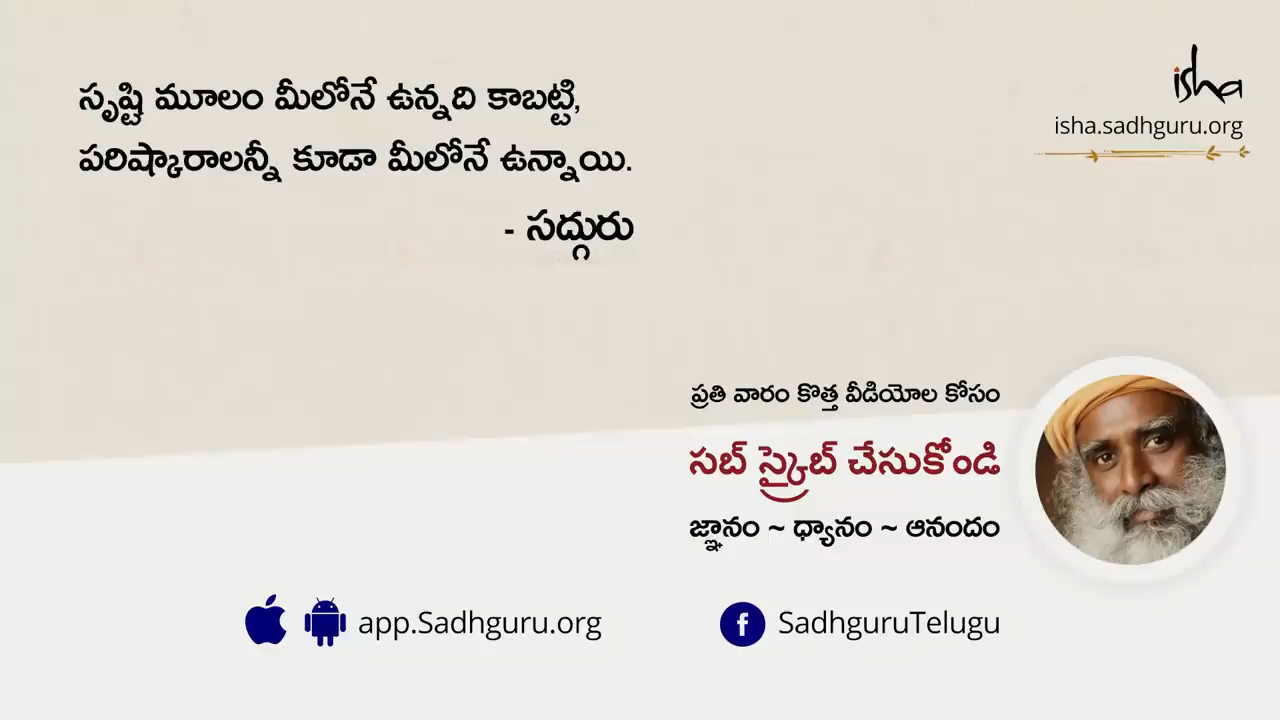 సృష్టి మూలం మీలోనే ఉన్నది కాబట్టి,
పరిష్కారాలన్నీ కూడా మీలోనే ఉన్నాయి.
- సద్గురు
isha
isha.sadhguru.org
ప్రతి వారం కొత్త వీడియోల కోసం
సబ్ స్క్రైబ్ చేసుకోండి
జ్ఞానం ~ ధ్యానం ~ ఆనందం
app.Sadhguru.org
SadhguruTelugu